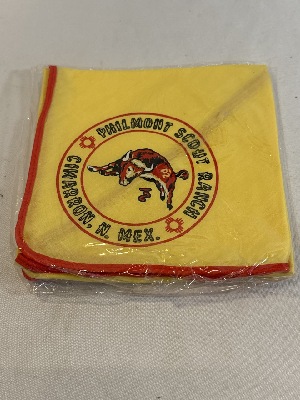 PHILMONT SCOUT RANCH
CIMARRON, N. MEX.